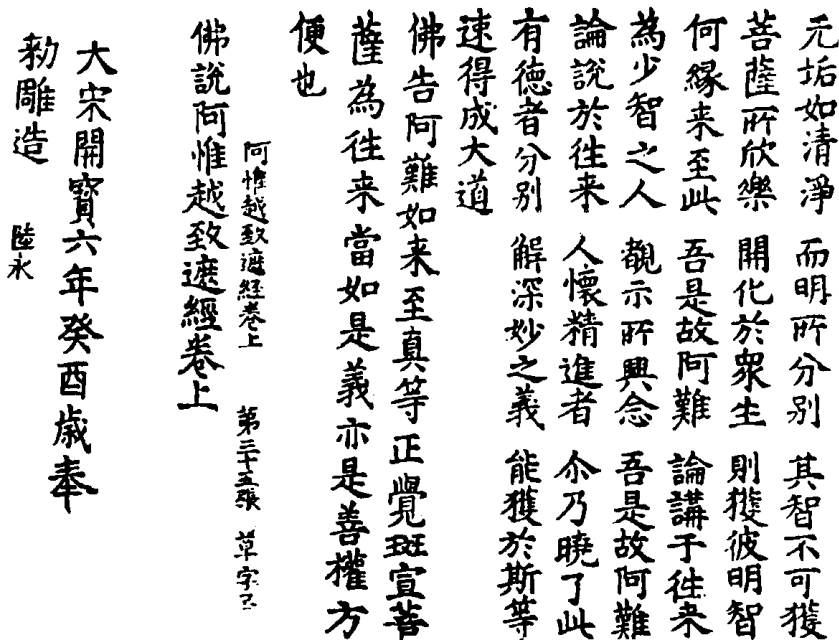 无垢如清淨 而明所分別 其智不可獲
菩薩所欣樂 開化於衆生 則獲彼明智
何緣来至此 吾是故阿難 論講于往来
為少智之人 覩示所興念 吾是故阿難
論說於往来 人懷精進者 尒乃曉了此
有德者分別 解深妙之義 能獲於斯等
速得成大道
佛告阿難如来至真等正覺班宣菩
薩為往来當如是義亦是善權方
便也
阿惟越致遮經卷上 第三十五張 草字
佛說阿惟越致遮經卷上
大宋開寶六年癸酉歲奉
勑雕造 陸永